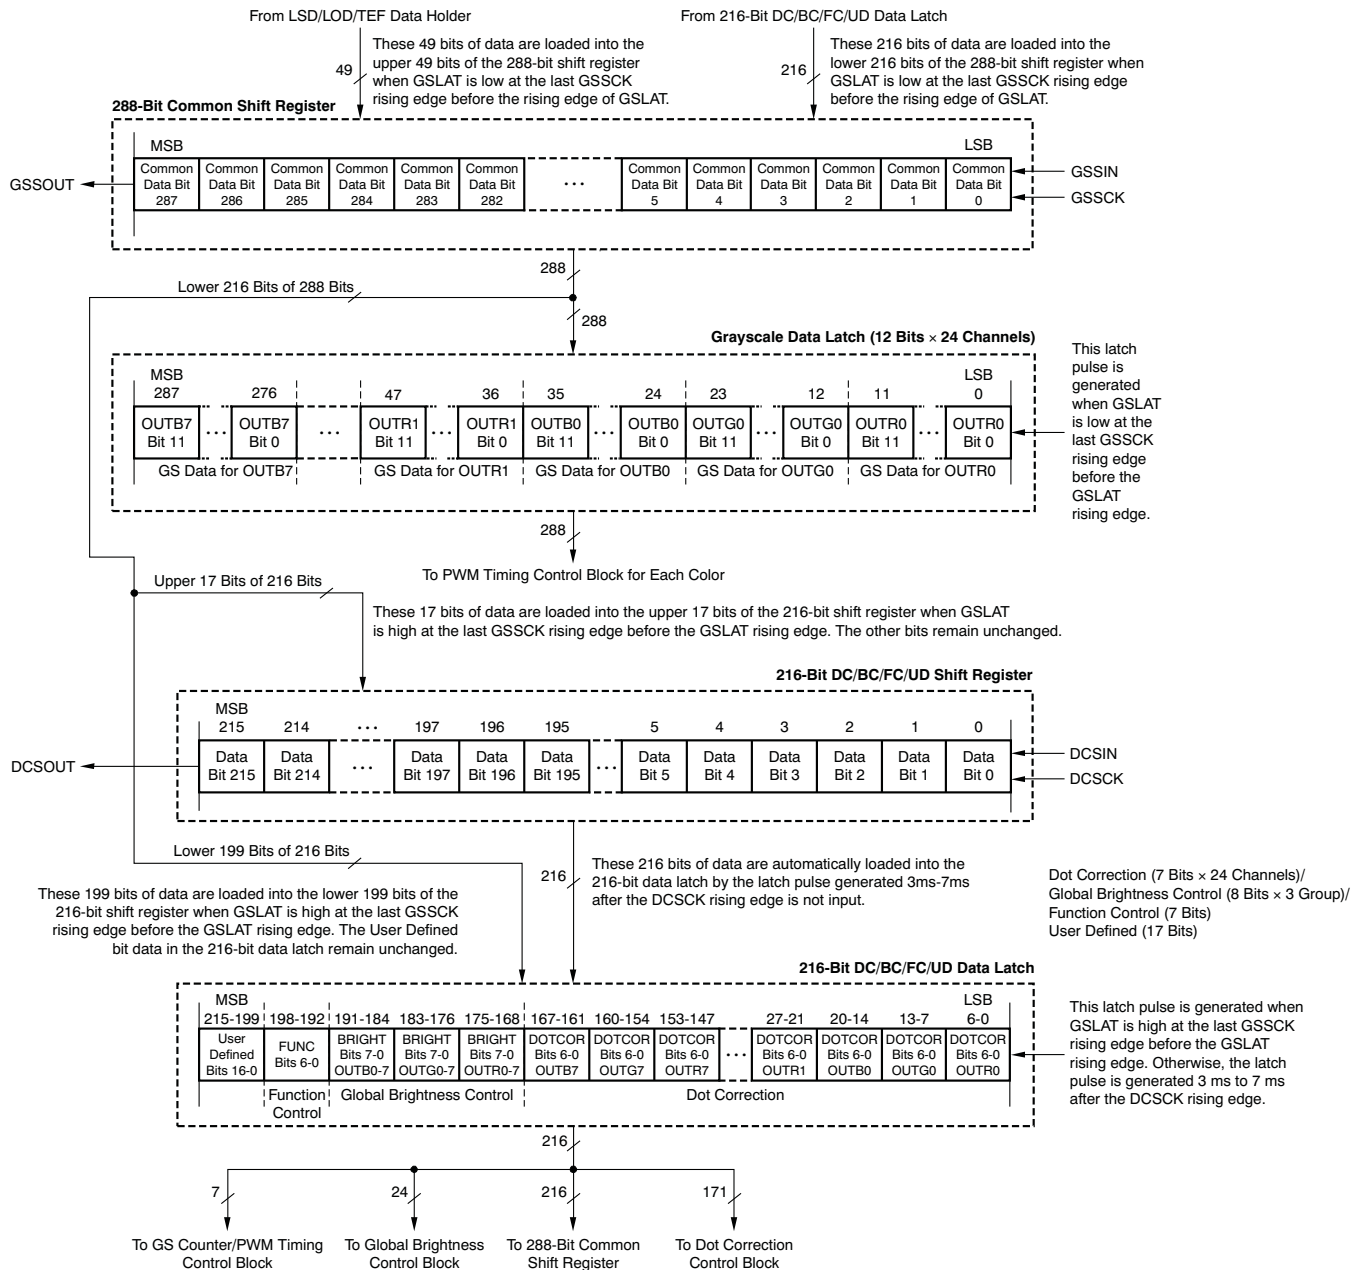 From LSD/LOD/TEF Data Holder
From 216-Bit DC/BC/FC/UD Data Latch
These 49 bits of data are loaded into the
upper 49 bits of the 288-bit shift register
when GSLAT is low at the last GSSCK
rising edge before the rising edge of GSLAT.
49
These 216 bits of data are loaded into the
lower 216 bits of the 288-bit shift register when
GSLAT is low at the last GSSCK rising edge
before the rising edge of GSLAT.
216
288-Bit Common Shift Register
MSB
LSB
GSSOUT
Common Data Bit 287
Common Data Bit 286
Common Data Bit 285
Common Data Bit 284
Common Data Bit 283
Common Data Bit 282
...
Common Data Bit 5
Common Data Bit 4
Common Data Bit 3
Common Data Bit 2
Common Data Bit 1
Common Data Bit 0
GSSIN
GSSCK
288
Lower 216 Bits of 288 Bits
288
Grayscale Data Latch (12 Bits × 24 Channels)
MSB
LSB
287 276 47 36 35 24 23 12 11 0
OUTB7 Bit 11
...
OUTB7 Bit 0
...
OUTR1 Bit 11
...
OUTR1 Bit 0
OUTB0 Bit 11
...
OUTB0 Bit 0
OUTG0 Bit 11
...
OUTG0 Bit 0
OUTR0 Bit 11
...
OUTR0 Bit 0
GS Data for OUTB7
GS Data for OUTR1
GS Data for OUTB0
GS Data for OUTG0
GS Data for OUTR0
This latch
pulse is
generated
when GSLAT
is low at the
last GSSCK
rising edge
before the
GSLAT
rising edge.
288
To PWM Timing Control Block for Each Color
Upper 17 Bits of 216 Bits
These 17 bits of data are loaded into the upper 17 bits of the 216-bit shift register when GSLAT
is high at the last GSSCK rising edge before the GSLAT rising edge. The other bits remain unchanged.
216-Bit DC/BC/FC/UD Shift Register
MSB
215 214 ... 197 196 195 5 4 3 2 1 0
DCSOUT
Data Bit 215
Data Bit 214
...
Data Bit 197
Data Bit 196
Data Bit 195
...
Data Bit 5
Data Bit 4
Data Bit 3
Data Bit 2
Data Bit 1
Data Bit 0
DCSIN
DCSCK
Lower 199 Bits of 216 Bits
These 199 bits of data are loaded into the lower 199 bits of the
216-bit shift register when GSLAT is high at the last GSSCK
rising edge before the GSLAT rising edge. The User Defined
bit data in the 216-bit data latch remain unchanged.
216
These 216 bits of data are automatically loaded into the
216-bit data latch by the latch pulse generated 3ms-7ms
after the DCSCK rising edge is not input.
Dot Correction (7 Bits × 24 Channels)/
Global Brightness Control (8 Bits × 3 Group)/
Function Control (7 Bits)
User Defined (17 Bits)
216-Bit DC/BC/FC/UD Data Latch
MSB
LSB
215-199 198-192 191-184 183-176 175-168 167-161 160-154 153-147 27-21 20-14 13-7 6-0
User Defined Bits 16-0
FUNC Bits 6-0
BRIGHT Bits 7-0 OUTB0-7
BRIGHT Bits 7-0 OUTG0-7
BRIGHT Bits 7-0 OUTR0-7
DOTCOR Bits 6-0 OUTB7
DOTCOR Bits 6-0 OUTG7
DOTCOR Bits 6-0 OUTR7
...
DOTCOR Bits 6-0 OUTR1
DOTCOR Bits 6-0 OUTB0
DOTCOR Bits 6-0 OUTG0
DOTCOR Bits 6-0 OUTR0
Function
Control
Global Brightness Control
Dot Correction
This latch pulse is generated when
GSLAT is high at the last GSSCK
rising edge before the GSLAT
rising edge. Otherwise, the latch
pulse is generated 3 ms to 7 ms
after the DCSCK rising edge.
216
7
24
216
171
To GS Counter/PWM Timing
Control Block
To Global Brightness
Control Block
To 288-Bit Common
Shift Register
To Dot Correction
Control Block